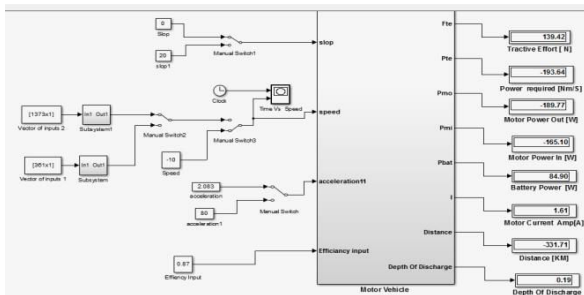 0
Slop
20
slop1
Manual Switch1
slop
Clock
Time Vs Speed
[1373x1]
Vector of inputs 2
In1 Out1
Subsystem1
Manual Switch2
Manual Switch3
speed
-10
Speed
[361x1]
Vector of inputs 1
In1 Out1
Subsystem
2.083
acceleration
80
acceleration1
Manual Switch
acceleration11
0.87
Effiency Input
Efficiancy input
Motor Vehicle
Fte
139.42
Tractive Effort [ N]
Pte
-193.64
Power required [Nm/S]
Pmo
-189.77
Motor Power Out [W]
Pmi
-165.10
Motor Power In [W]
Pbat
84.90
Battery Power [W]
I
1.61
Motor Current Amp[A]
Distance
-331.71
Distance [KM]
Depth Of Discharge
0.19
Depth Of Discharge